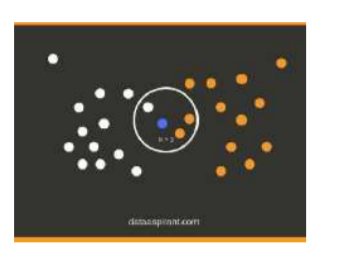 K = 3
dataaspirant.com